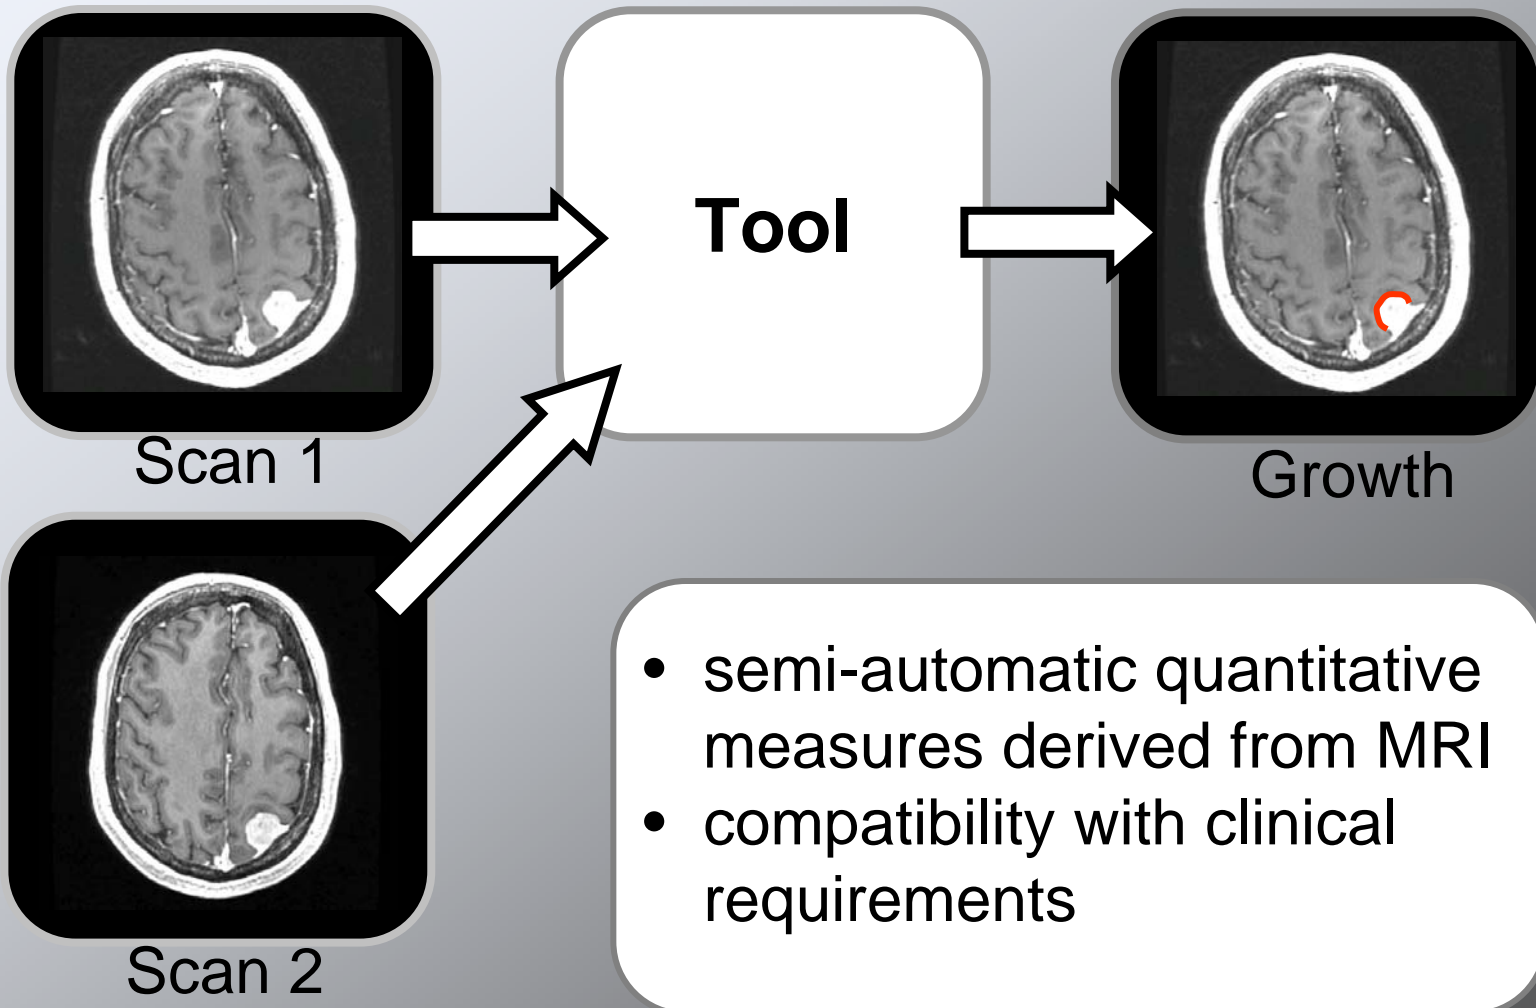 Tool
Scan 1
Growth
Scan 2
• semi-automatic quantitative
measures derived from MRI
• compatibility with clinical
requirements